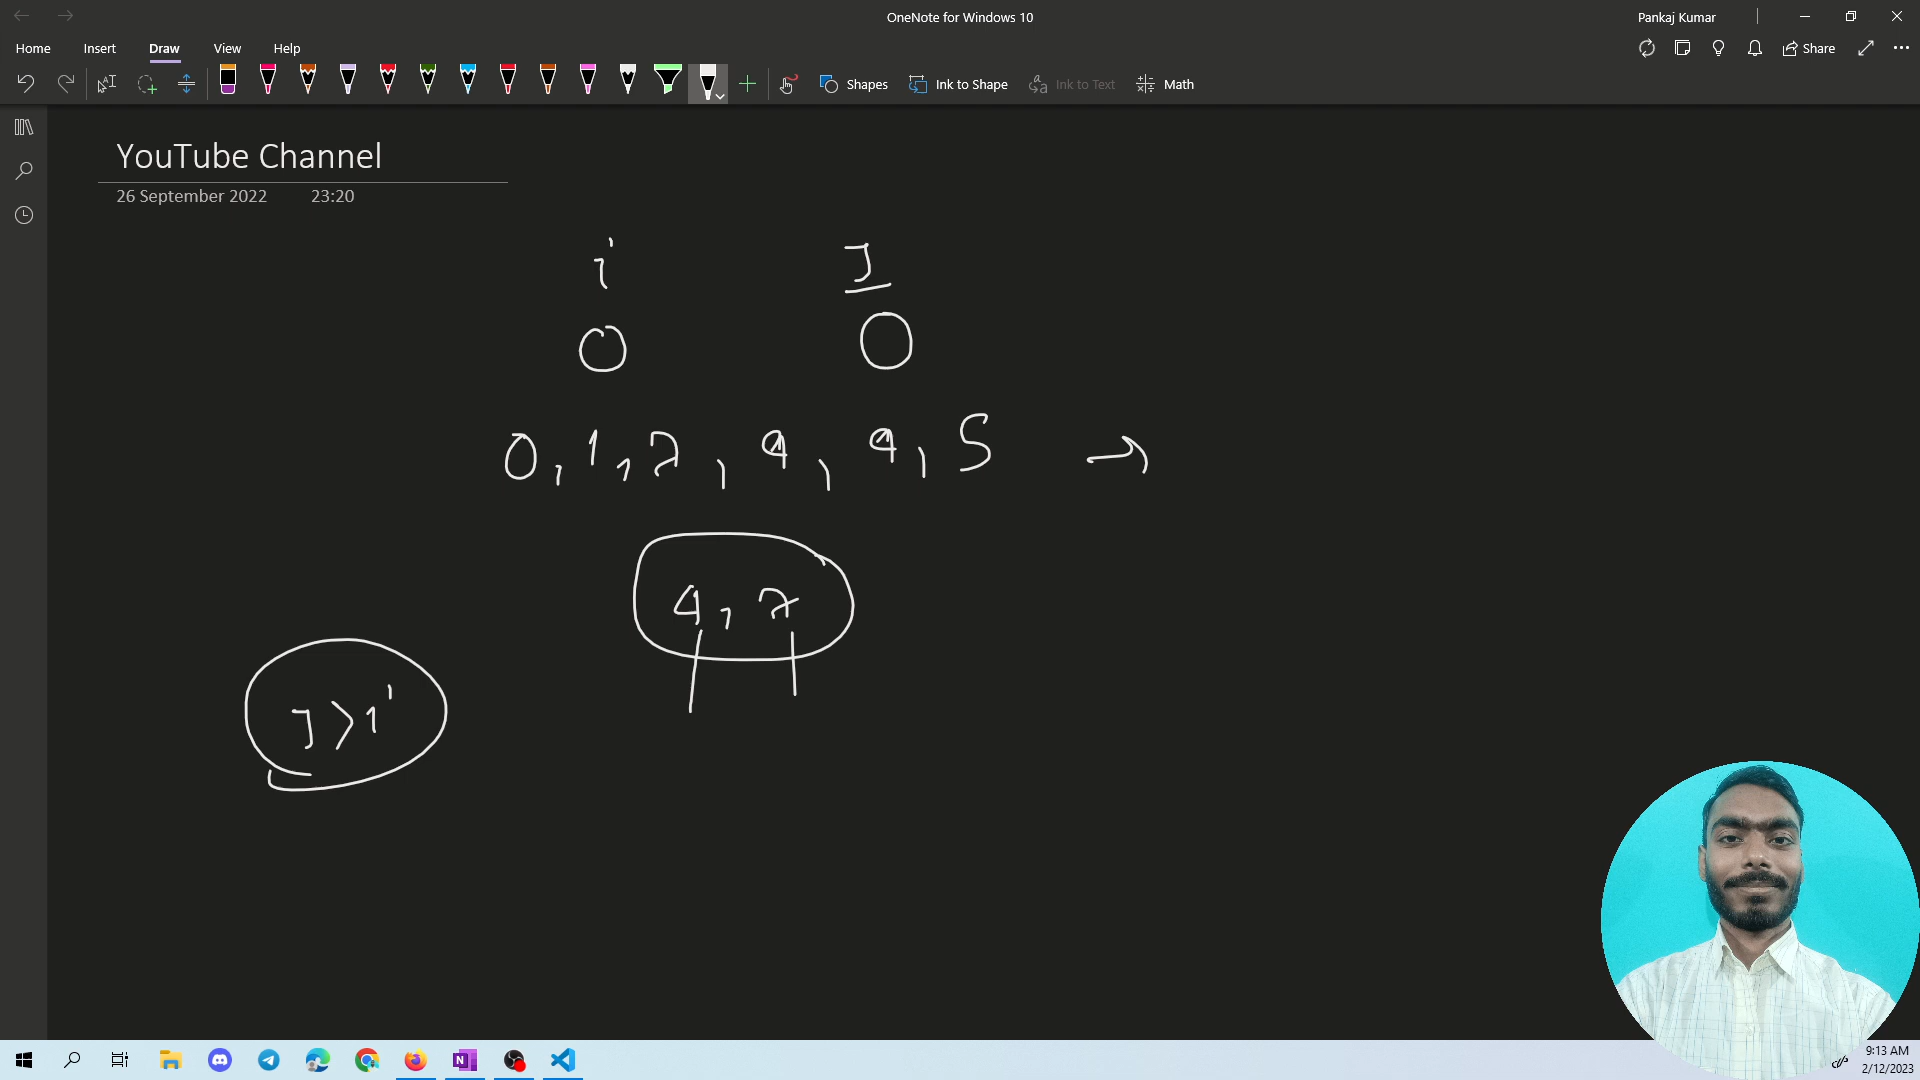 OneNote for Windows 10
Pankaj Kumar
Home Insert Draw View Help
Share
Shapes Ink to Shape Ink to Text Math
YouTube Channel
26 September 2022 23:20
i J
0 0
0, 1, 2, 4, 4, 5 →
4, 2
J > i
9:13 AM
2/12/2023